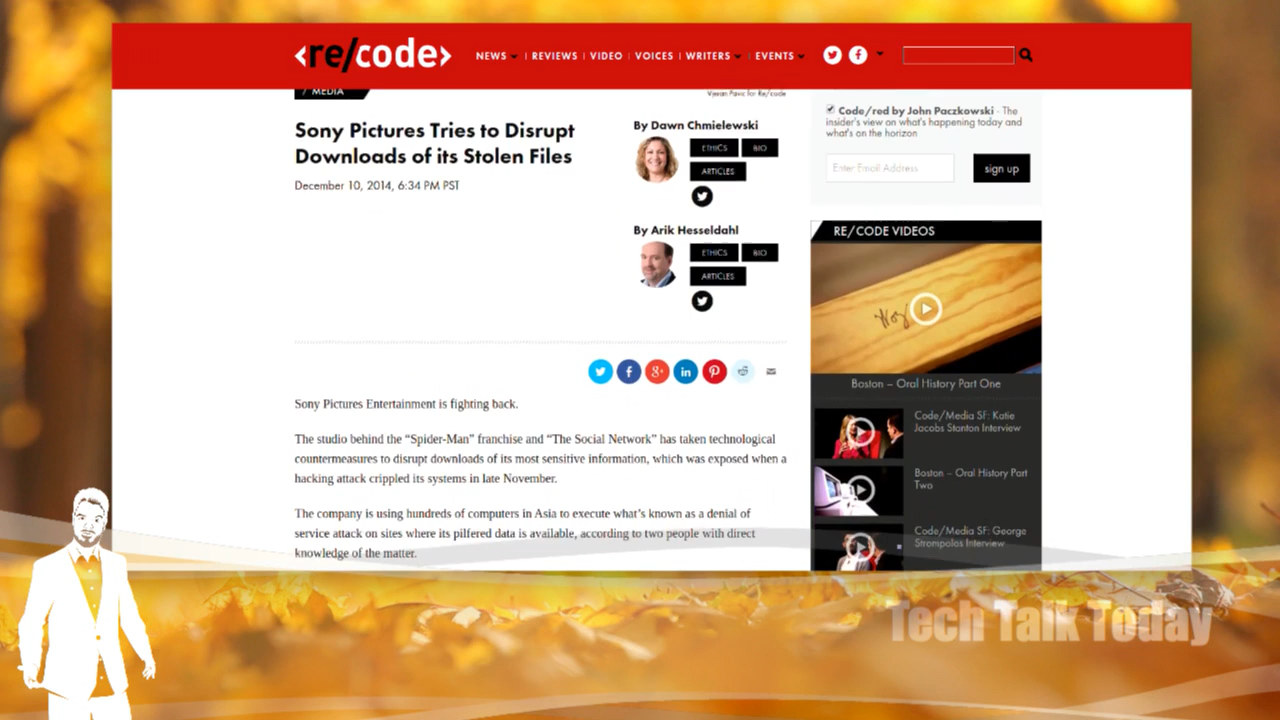 <re/code>
NEWS
REVIEWS
VIDEO
VOICES
WRITERS
EVENTS
/ MEDIA
Vjeran Pavic for Re/code
Sony Pictures Tries to Disrupt
Downloads of its Stolen Files
December 10, 2014, 6:34 PM PST
By Dawn Chmielewski
ETHICS
BIO
ARTICLES
By Arik Hesseldahl
ETHICS
BIO
ARTICLES
Sony Pictures Entertainment is fighting back.
The studio behind the “Spider-Man” franchise and “The Social Network” has taken technological
countermeasures to disrupt downloads of its most sensitive information, which was exposed when a
hacking attack crippled its systems in late November.
The company is using hundreds of computers in Asia to execute what’s known as a denial of
service attack on sites where its pilfered data is available, according to two people with direct
knowledge of the matter.
Code/red by John Paczkowski - The
insider's view on what's happening today and
what's on the horizon
Enter Email Address
sign up
RE/CODE VIDEOS
Woz
Boston – Oral History Part One
Code/Media SF: Katie
Jacobs Stanton Interview
Boston – Oral History Part
Two
Code/Media SF: George
Strompolos Interview
Tech Talk Today